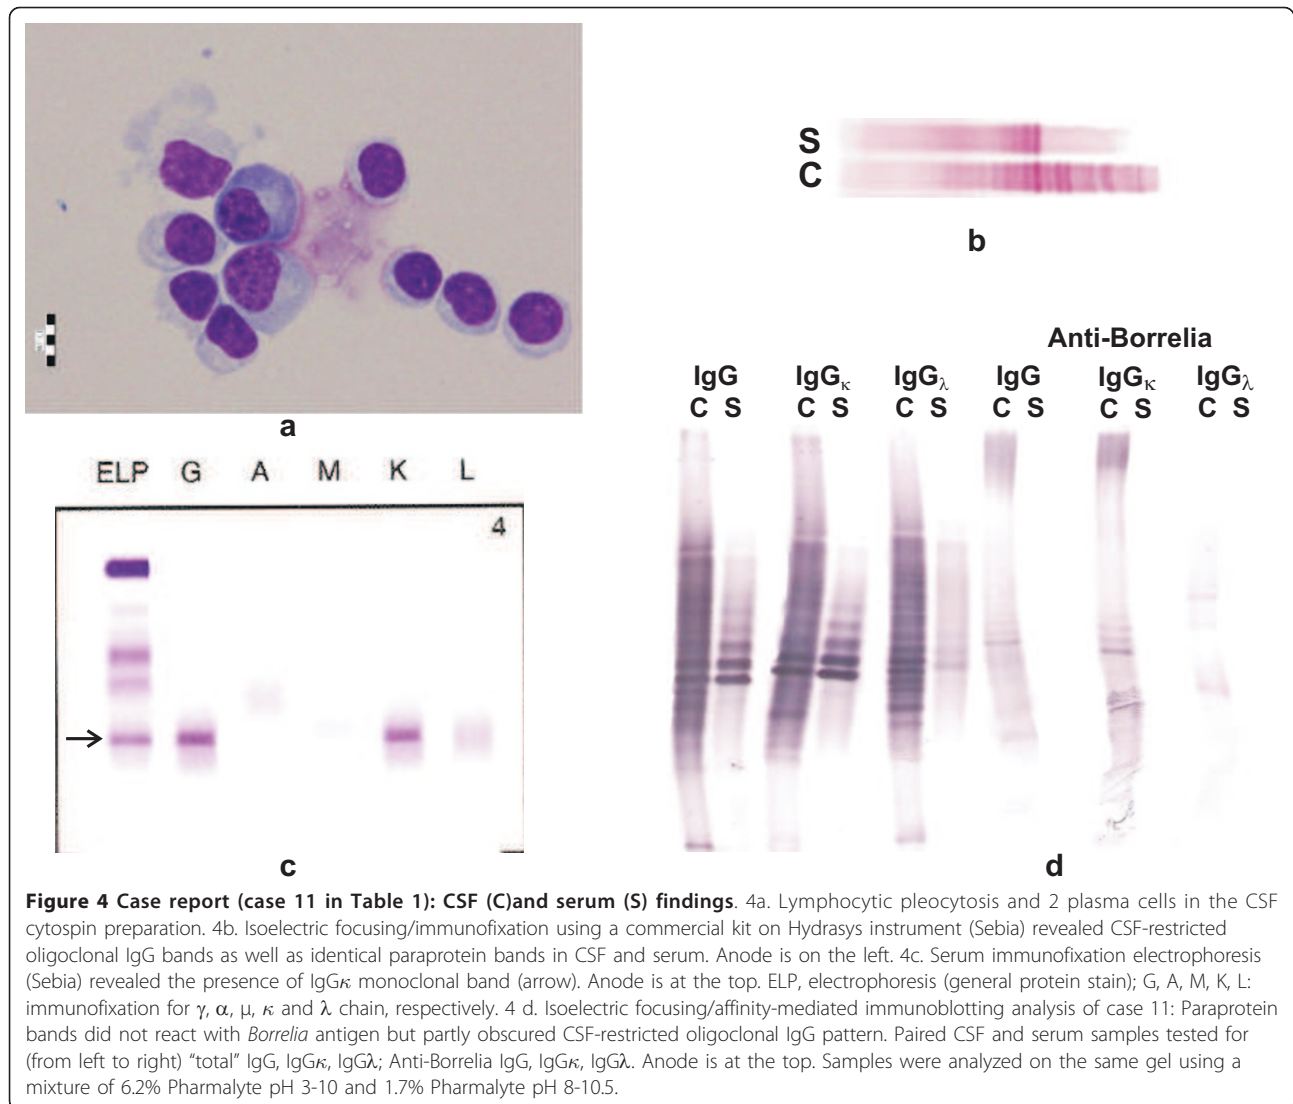 S
C
b
a
Anti-Borrelia
IgG IgGκ IgGλ IgG IgGκ IgGλ
C S C S C S C S C S C S
ELP G A M K L
4
c
d
Figure 4 Case report (case 11 in Table 1): CSF (C)and serum (S) findings. 4a. Lymphocytic pleocytosis and 2 plasma cells in the CSF
cytospin preparation. 4b. Isoelectric focusing/immunofixation using a commercial kit on Hydrasys instrument (Sebia) revealed CSF-restricted
oligoclonal IgG bands as well as identical paraprotein bands in CSF and serum. Anode is on the left. 4c. Serum immunofixation electrophoresis
(Sebia) revealed the presence of IgGκ monoclonal band (arrow). Anode is at the top. ELP, electrophoresis (general protein stain); G, A, M, K, L:
immunofixation for γ, α, μ, κ and λ chain, respectively. 4 d. Isoelectric focusing/affinity-mediated immunoblotting analysis of case 11: Paraprotein
bands did not react with Borrelia antigen but partly obscured CSF-restricted oligoclonal IgG pattern. Paired CSF and serum samples tested for
(from left to right) “total” IgG, IgGκ, IgGλ; Anti-Borrelia IgG, IgGκ, IgGλ. Anode is at the top. Samples were analyzed on the same gel using a
mixture of 6.2% Pharmalyte pH 3-10 and 1.7% Pharmalyte pH 8-10.5.